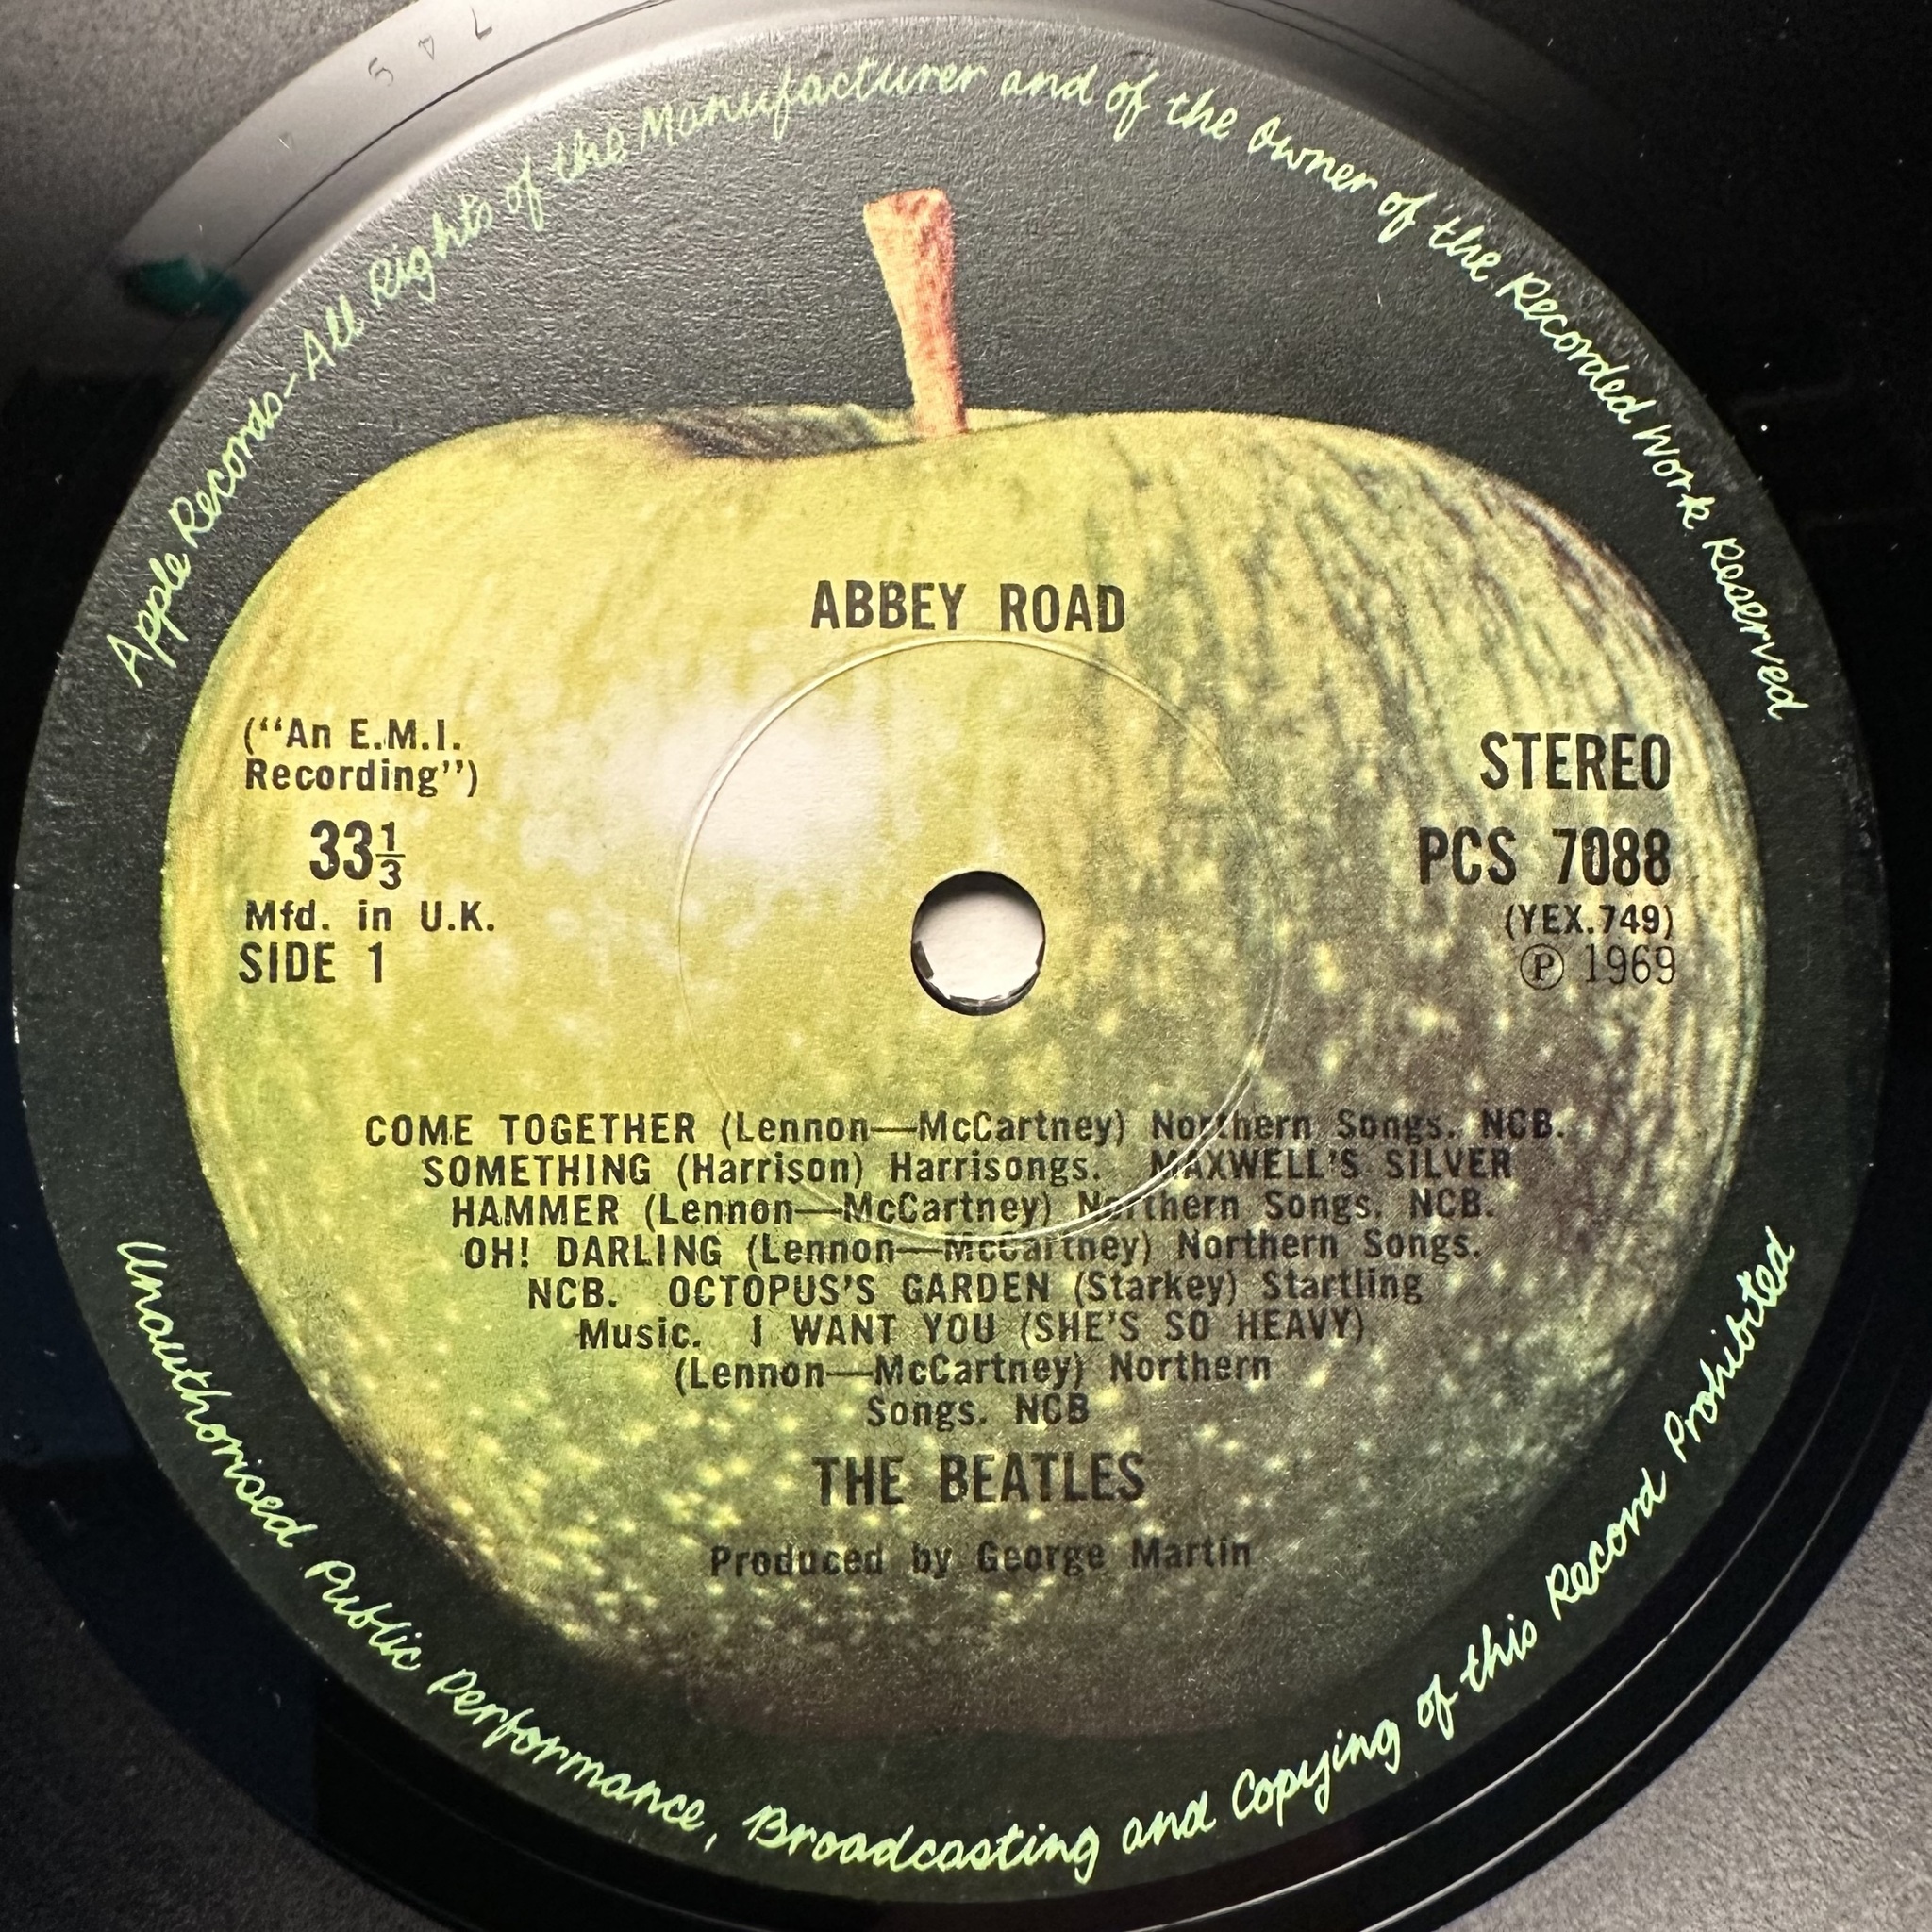 Apple Records-All Rights of the Manufacturer and of the Owner of the Recorded Work Reserved
ABBEY ROAD
(“An E.M.I.
Recording”)
33⅓
Mfd. in U.K.
SIDE 1
STEREO
PCS 7088
(YEX.749)
Ⓟ 1969
COME TOGETHER (Lennon—McCartney) Northern Songs. NCB.
SOMETHING (Harrison) Harrisongs. MAXWELL'S SILVER
HAMMER (Lennon—McCartney) Northern Songs. NCB.
OH! DARLING (Lennon—McCartney) Northern Songs.
NCB. OCTOPUS'S GARDEN (Starkey) Startling
Music. I WANT YOU (SHE'S SO HEAVY)
(Lennon—McCartney) Northern
Songs. NCB
THE BEATLES
Produced by George Martin
Unauthorised Public Performance, Broadcasting and Copying of this Record Prohibited